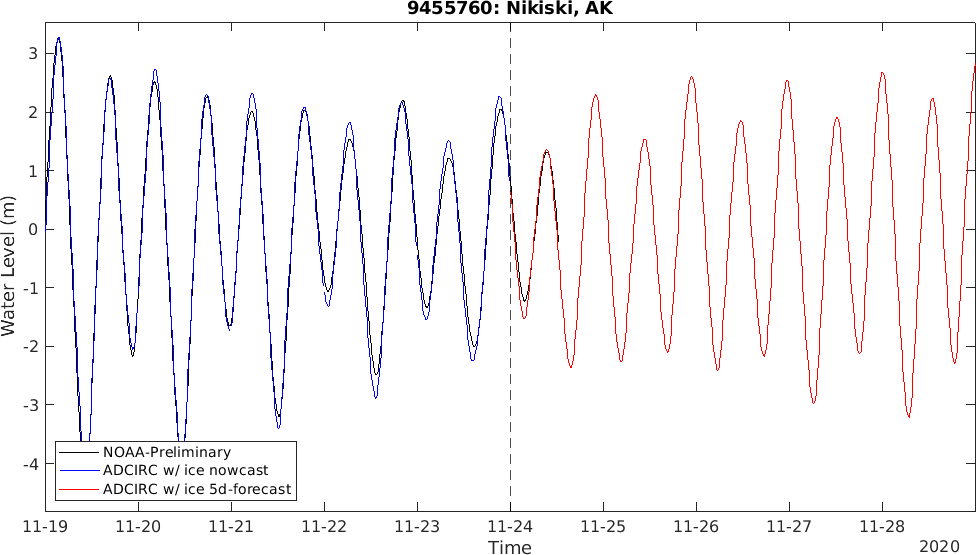 9455760: Nikiski, AK
Water Level (m)
3
2
1
0
-1
-2
-3
-4
NOAA-Preliminary
ADCIRC w/ ice nowcast
ADCIRC w/ ice 5d-forecast
11-19 11-20 11-21 11-22 11-23 11-24 11-25 11-26 11-27 11-28
Time
2020